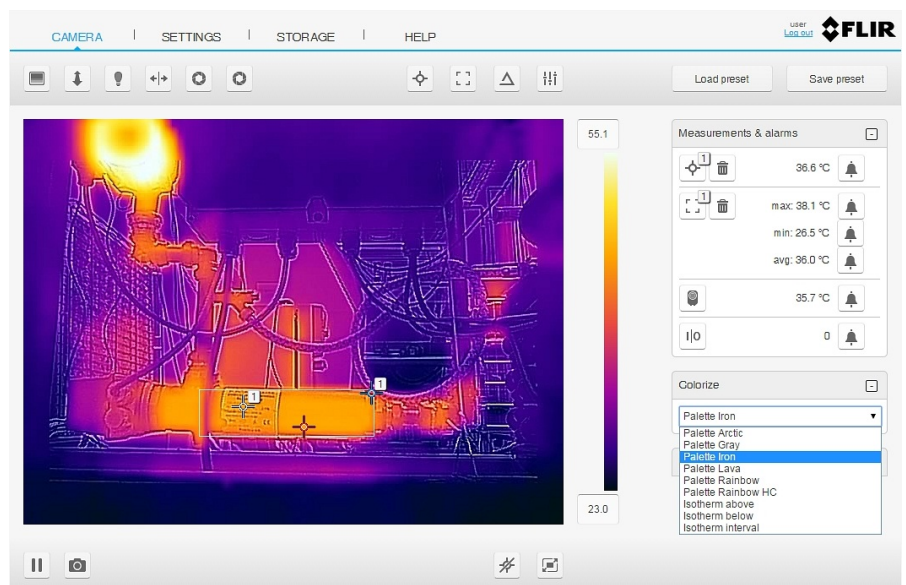 user
Log out
FLIR
CAMERA
SETTINGS
STORAGE
HELP
Load preset
Save preset
55.1
23.0
1
1
Measurements & alarms
1
36.6 °C
1
max: 38.1 °C
min: 26.5 °C
avg: 36.0 °C
35.7 °C
I|O
0
Colorize
Palette Iron
Palette Arctic
Palette Gray
Palette Iron
Palette Lava
Palette Rainbow
Palette Rainbow HC
Isotherm above
Isotherm below
Isotherm interval